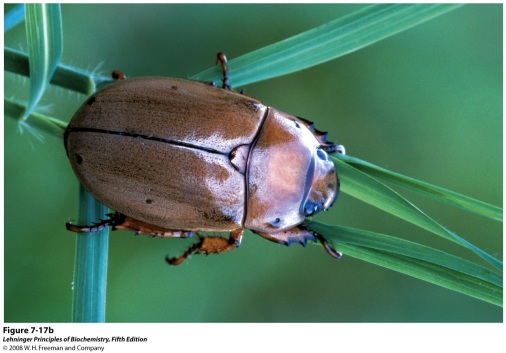 Figure 7-17b
Lehninger Principles of Biochemistry, Fifth Edition
© 2008 W. H. Freeman and Company